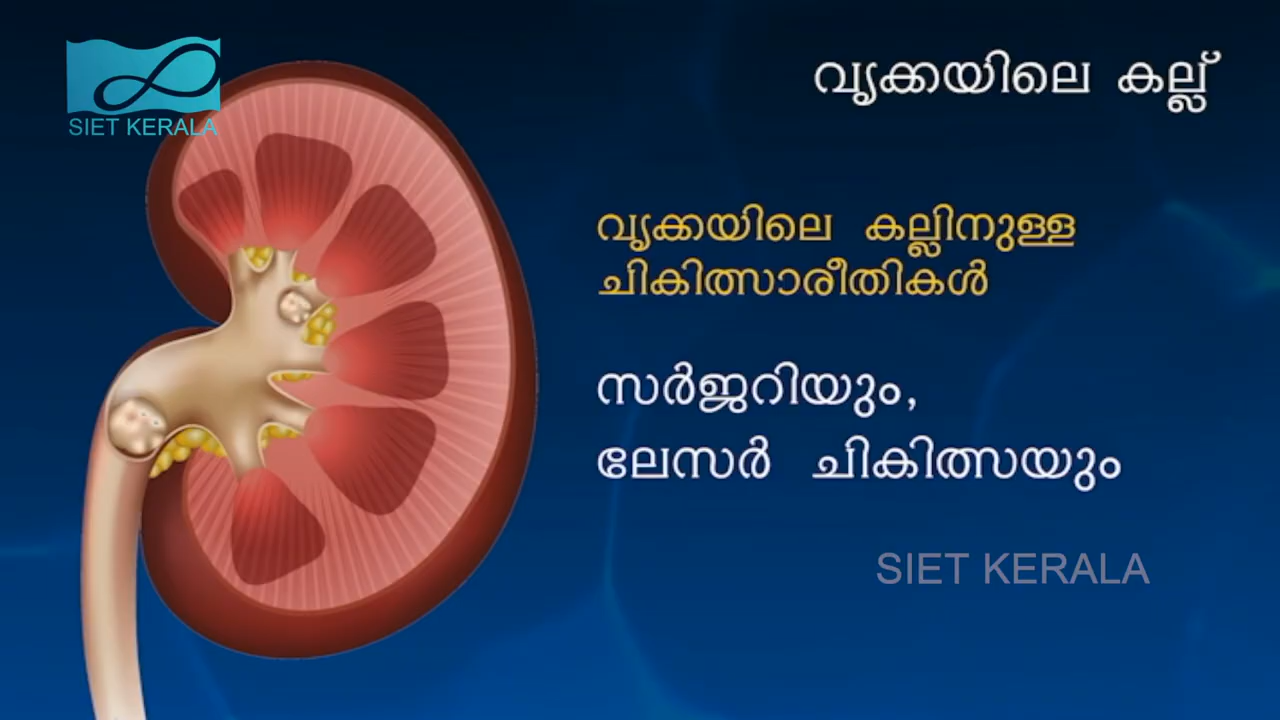 SIET KERALA
വൃക്കയിലെ കല്ല്
വൃക്കയിലെ കല്ലിനുള്ള
ചികിത്സാരീതികൾ
സർജറിയും,
ലേസർ ചികിത്സയും
SIET KERALA